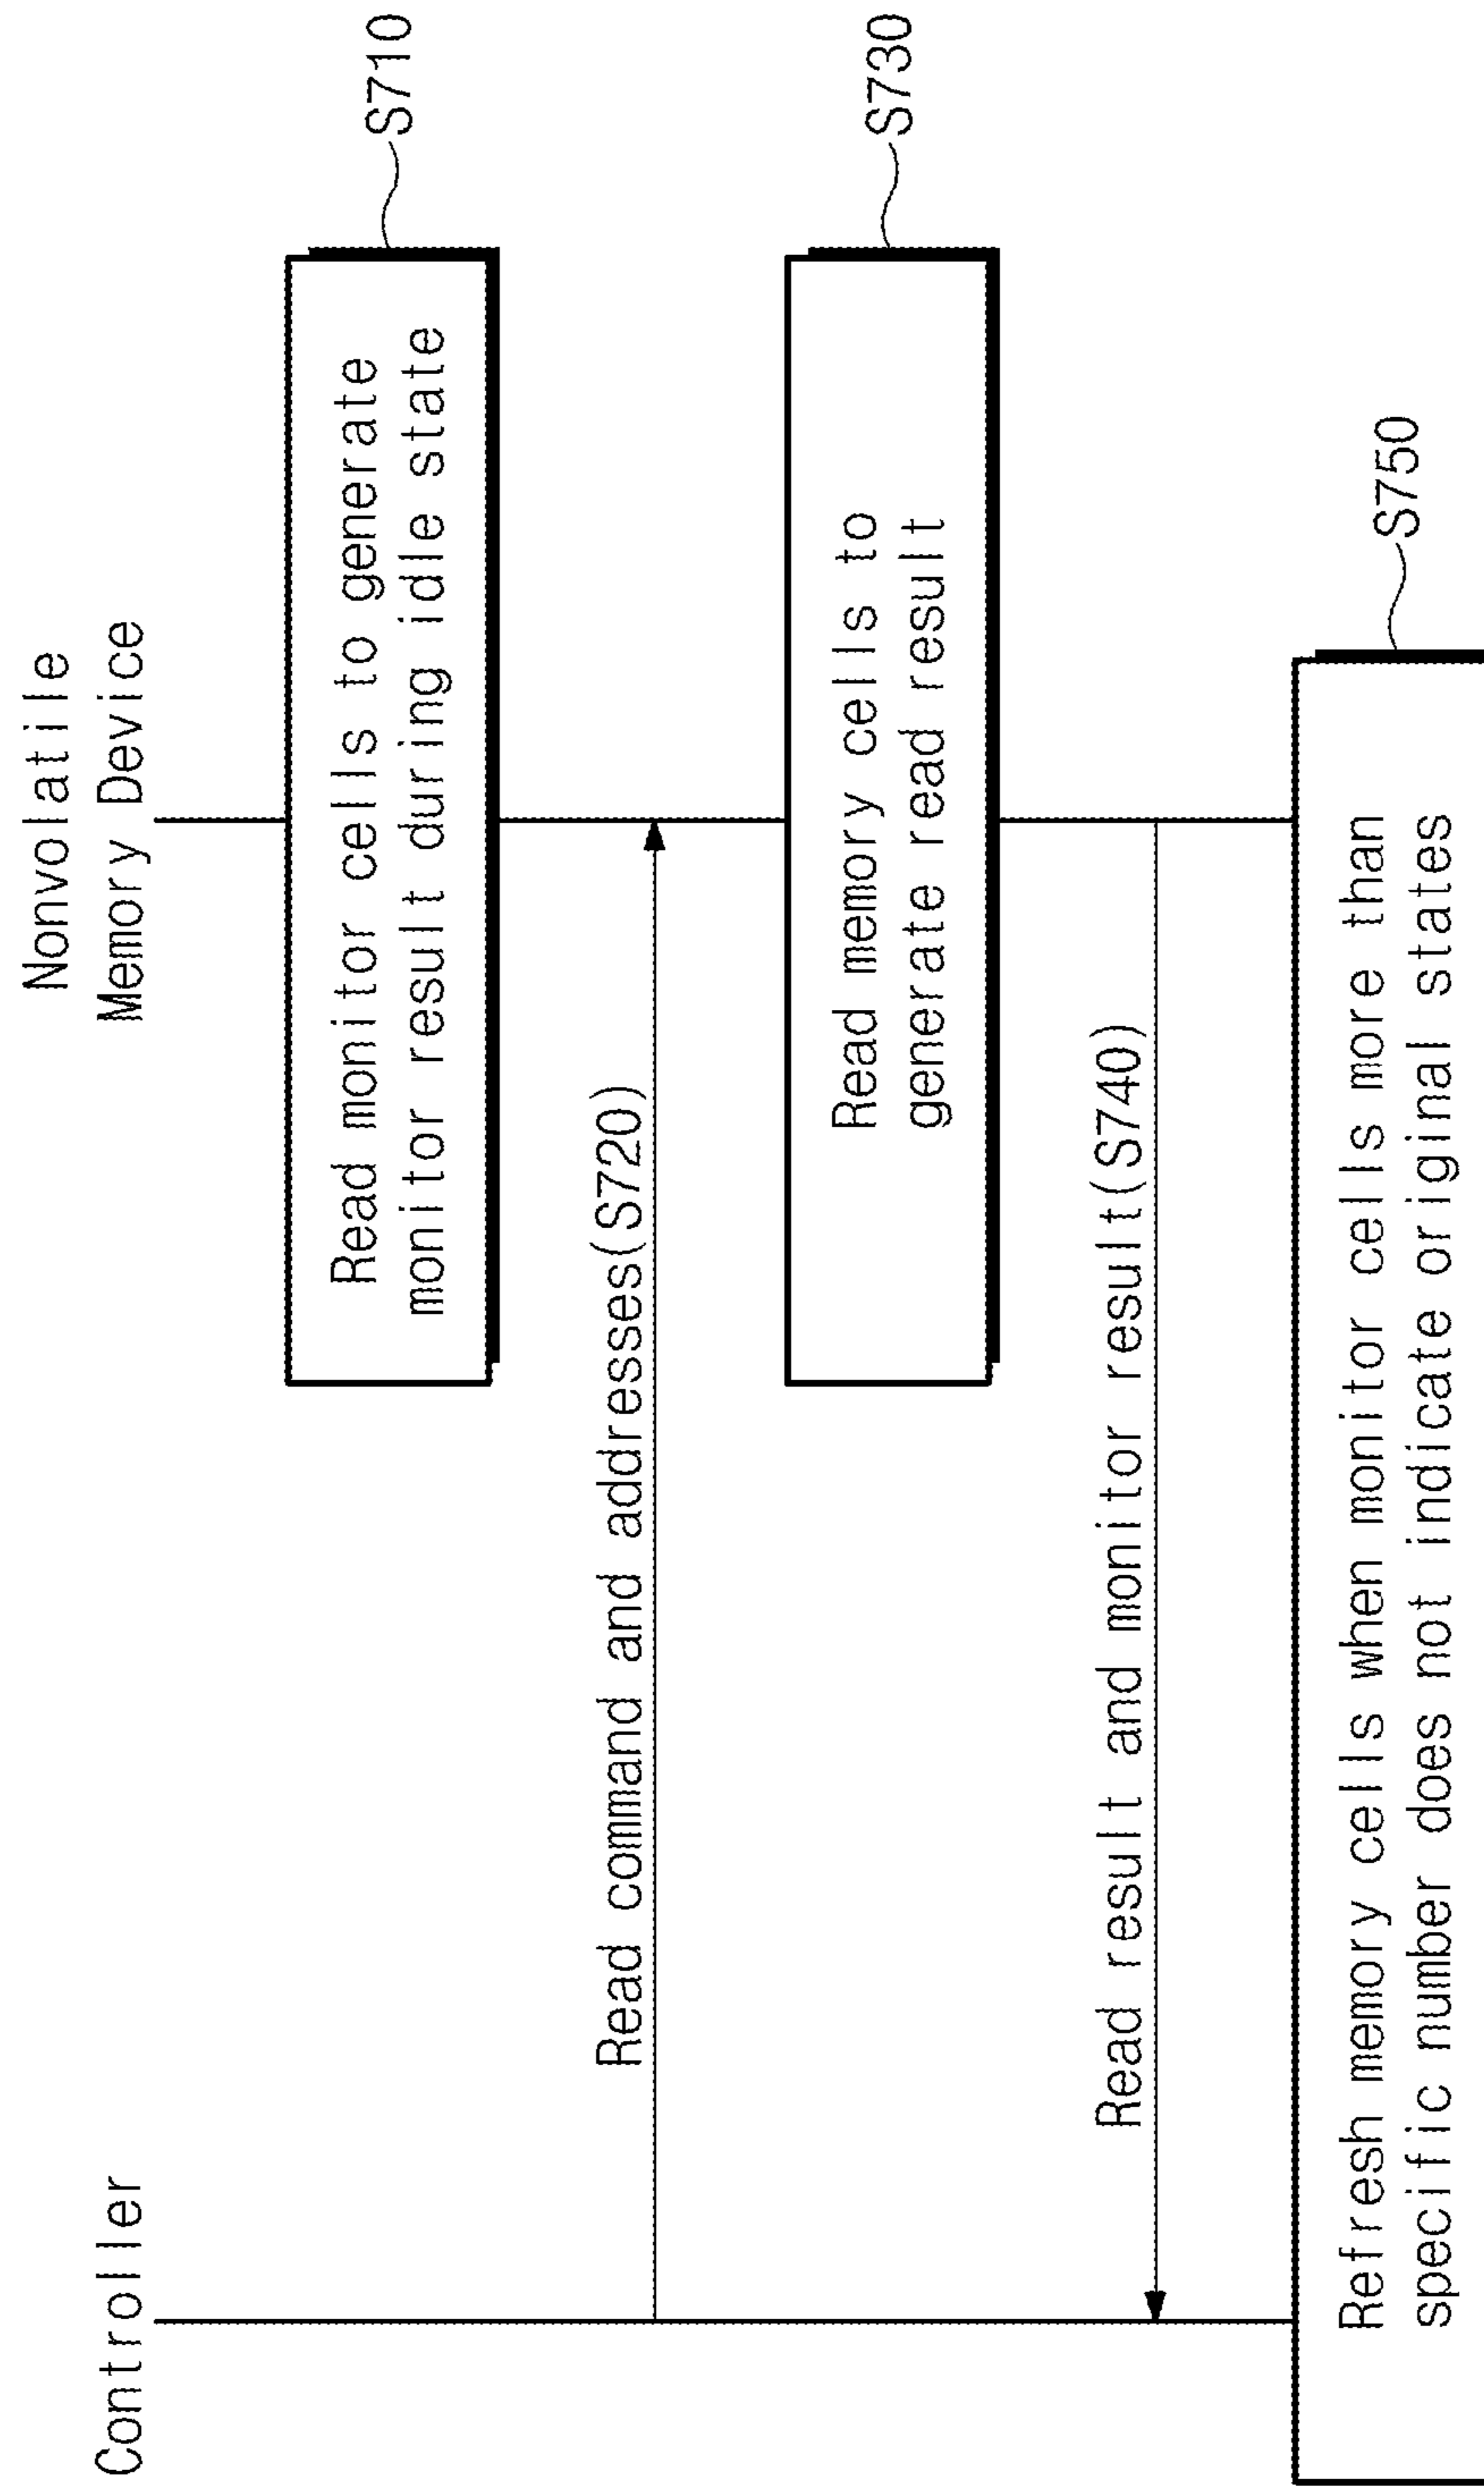 Controller
Nonvolatile
Memory Device
Read monitor cells to generate
monitor result during idle state
S710
Read command and addresses(S720)
Read memory cells to
generate read result
S730
Read result and monitor result(S740)
Refresh memory cells when monitor cells more than
specific number does not indicate original states
S750